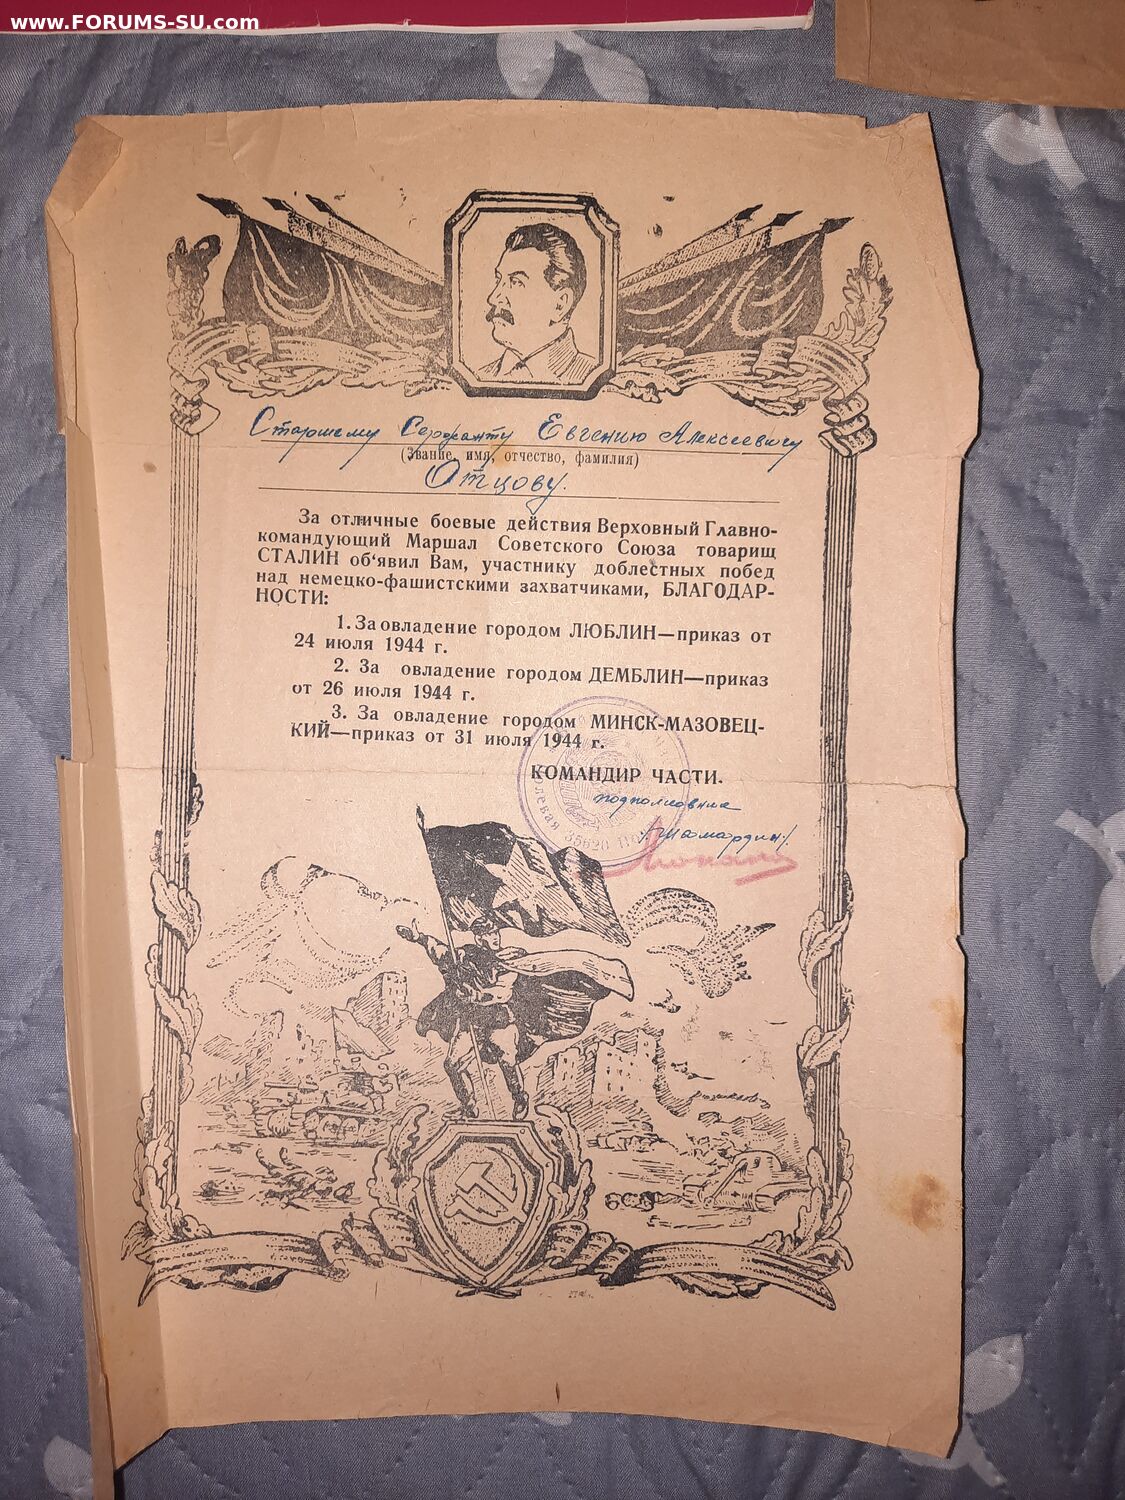 www.FORUMS-SU.com
Старшему Сержанту Евгению Алексеевичу
(Звание, имя, отчество, фамилия)
Отцову.
За отличные боевые действия Верховный Главно-
командующий Маршал Советского Союза товарищ
СТАЛИН об'явил Вам, участнику доблестных побед
над немецко-фашистскими захватчиками, БЛАГОДАР-
НОСТИ:
1. За овладение городом ЛЮБЛИН—приказ от
24 июля 1944 г.
2. За овладение городом ДЕМБЛИН—приказ
от 26 июля 1944 г.
3. За овладение городом МИНСК-МАЗОВЕЦ-
КИЙ—приказ от 31 июля 1944 г.
КОМАНДИР ЧАСТИ.
подполковник
/Шамардин/.
полевая 35620